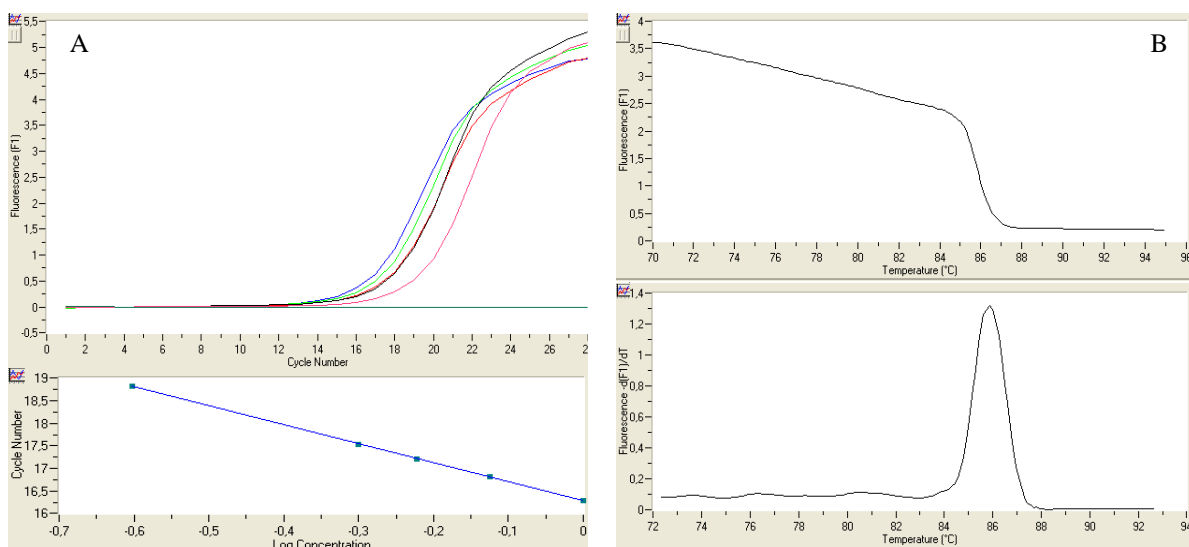 A
5,5
5
4,5
4
3,5
3
2,5
2
1,5
1
0,5
0
-0,5
Fluorescence (F1)
0 2 4 6 8 10 12 14 16 18 20 22 24 26
Cycle Number
19
18,5
18
17,5
17
16,5
16
Cycle Number
-0,7 -0,6 -0,5 -0,4 -0,3 -0,2 -0,1 0
Log Concentration
B
4
3,5
3
2,5
2
1,5
1
0,5
0
Fluorescence (F1)
70 72 74 76 78 80 82 84 86 88 90 92 94 96
Temperature (°C)
1,4
1,2
1
0,8
0,6
0,4
0,2
0
Fluorescence -d(F1)/dT
72 74 76 78 80 82 84 86 88 90 92 94
Temperature (°C)